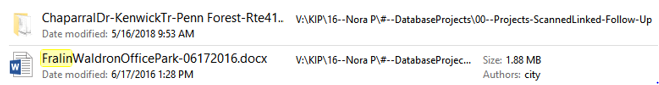 ChaparralDr-KenwickTr-Penn Forest-Rte41.. V:\KIP\16--Nora P\#--DatabaseProjects\00--Projects-ScannedLinked-Follow-Up
Date modified: 5/16/2018 9:53 AM
FralinWaldronOfficePark-06172016.docx V:\KIP\16--Nora P\#--DatabaseProjec... Size: 1.88 MB
Date modified: 6/17/2016 1:28 PM Authors: city